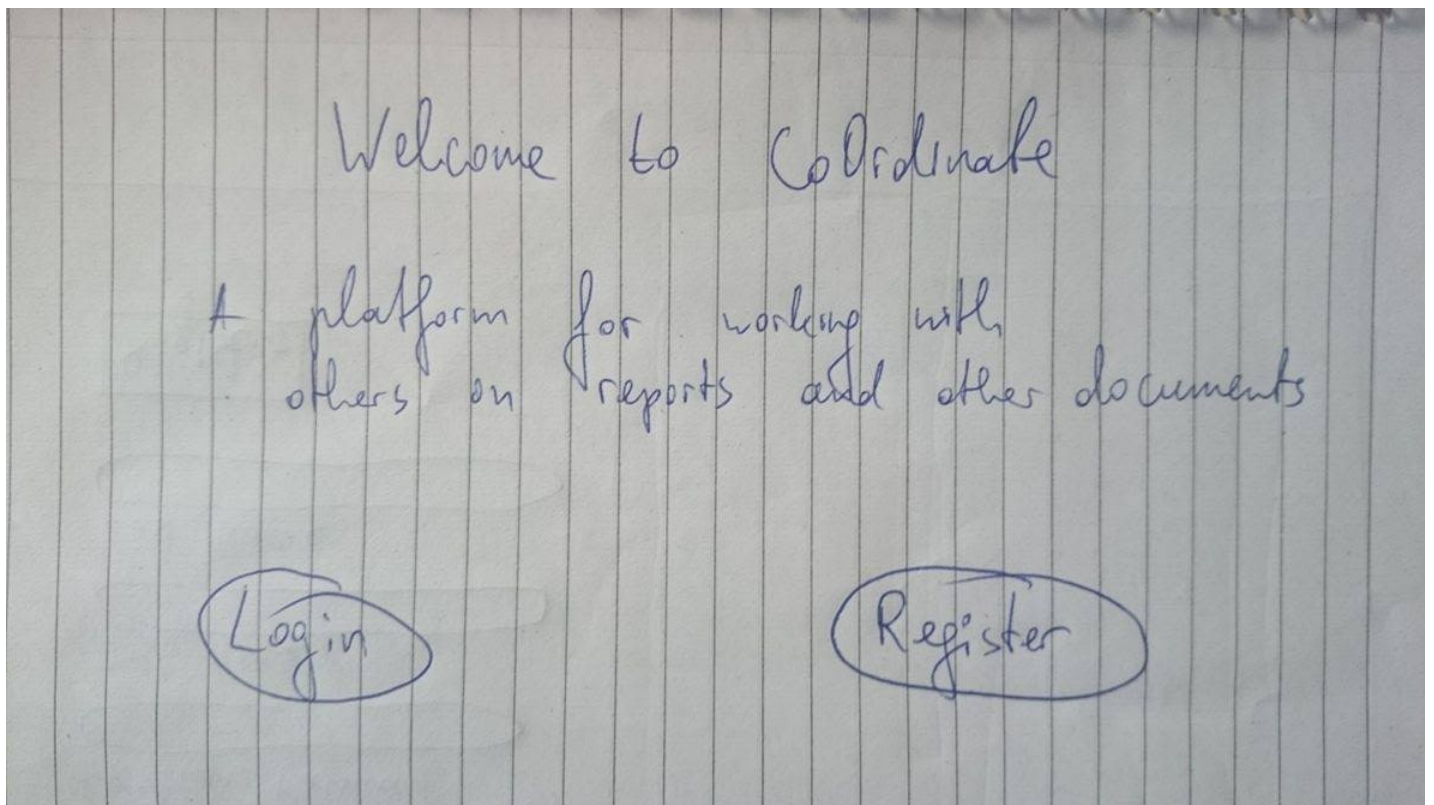 Welcome to CoOrdinate
A platform for working with
others on reports and other documents
Login Register